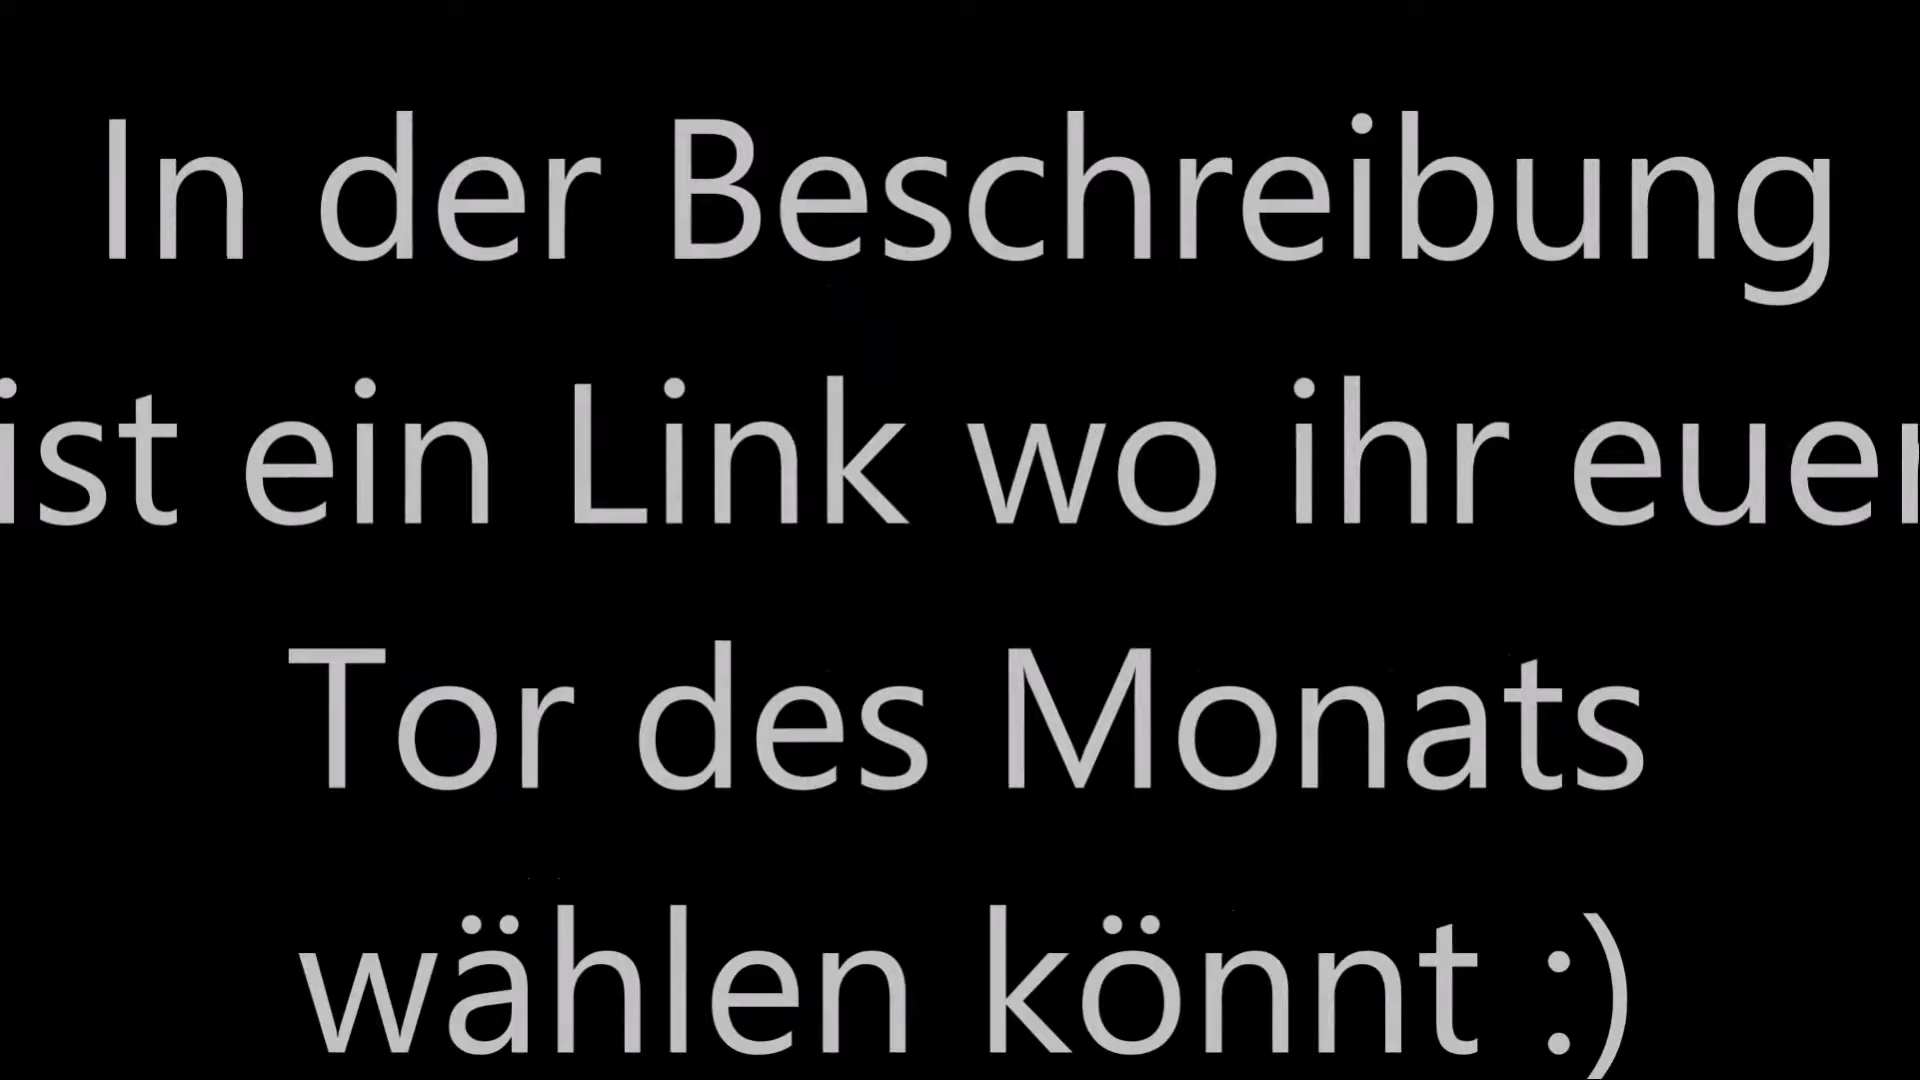 In der Beschreibung
ist ein Link wo ihr euer
Tor des Monats
wählen könnt :)